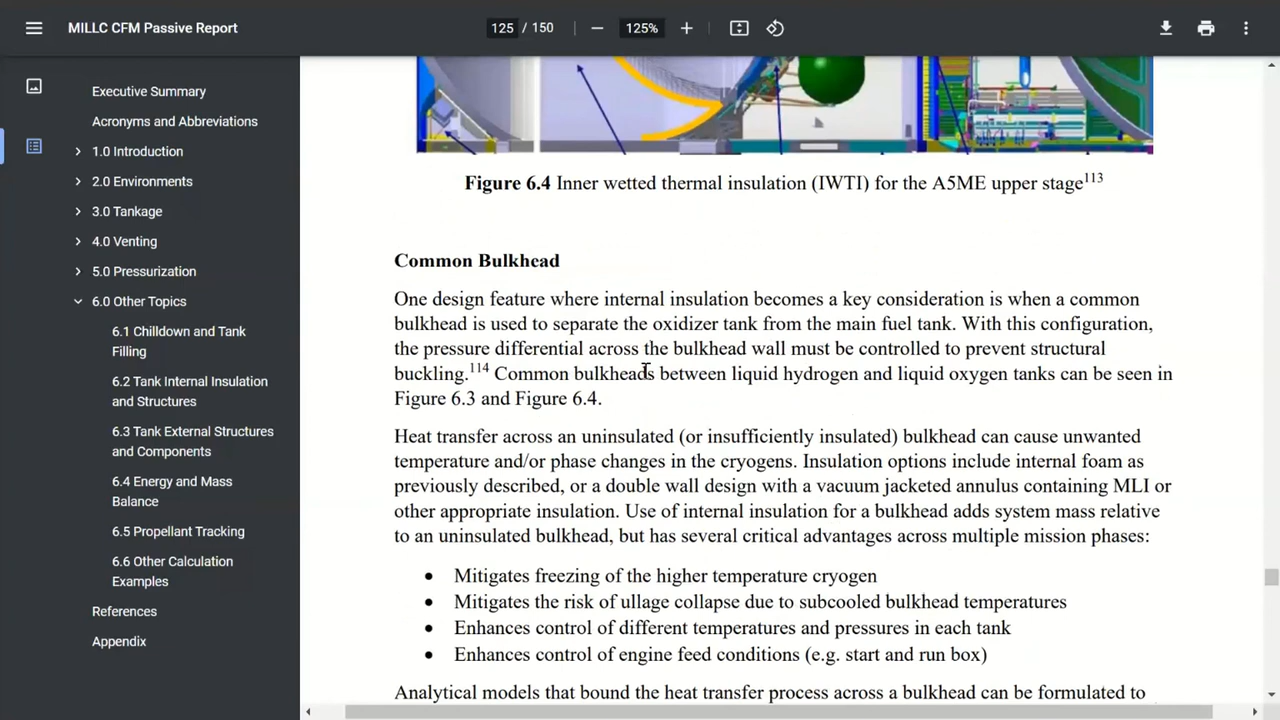 MILLC CFM Passive Report
125 / 150
125%
Executive Summary
Acronyms and Abbreviations
1.0 Introduction
2.0 Environments
3.0 Tankage
4.0 Venting
5.0 Pressurization
6.0 Other Topics
6.1 Chilldown and Tank
Filling
6.2 Tank Internal Insulation
and Structures
6.3 Tank External Structures
and Components
6.4 Energy and Mass
Balance
6.5 Propellant Tracking
6.6 Other Calculation
Examples
References
Appendix
Figure 6.4 Inner wetted thermal insulation (IWTI) for the A5ME upper stage113
Common Bulkhead
One design feature where internal insulation becomes a key consideration is when a common
bulkhead is used to separate the oxidizer tank from the main fuel tank. With this configuration,
the pressure differential across the bulkhead wall must be controlled to prevent structural
buckling.114 Common bulkheads between liquid hydrogen and liquid oxygen tanks can be seen in
Figure 6.3 and Figure 6.4.
Heat transfer across an uninsulated (or insufficiently insulated) bulkhead can cause unwanted
temperature and/or phase changes in the cryogens. Insulation options include internal foam as
previously described, or a double wall design with a vacuum jacketed annulus containing MLI or
other appropriate insulation. Use of internal insulation for a bulkhead adds system mass relative
to an uninsulated bulkhead, but has several critical advantages across multiple mission phases:
• Mitigates freezing of the higher temperature cryogen
• Mitigates the risk of ullage collapse due to subcooled bulkhead temperatures
• Enhances control of different temperatures and pressures in each tank
• Enhances control of engine feed conditions (e.g. start and run box)
Analytical models that bound the heat transfer process across a bulkhead can be formulated to